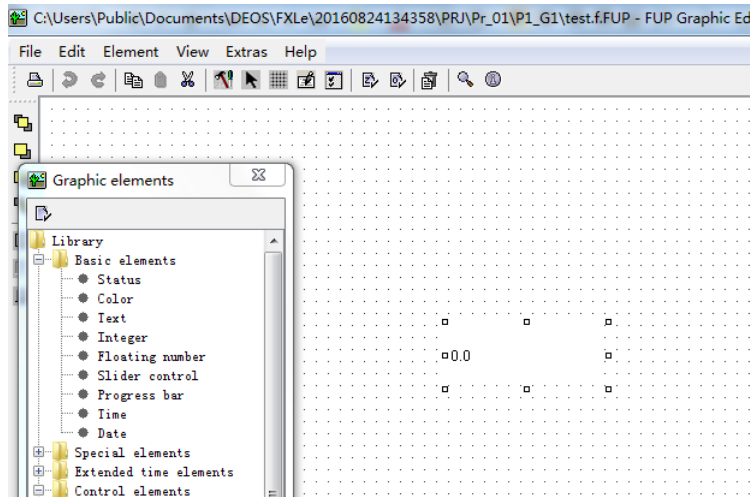 C:\Users\Public\Documents\DEOS\FXLe\20160824134358\PRJ\Pr_01\P1_G1\test.f.FUP - FUP Graphic Ed
File Edit Element View Extras Help
Graphic elements
Library
Basic elements
Status
Color
Text
Integer
Floating number
Slider control
Progress bar
Time
Date
Special elements
Extended time elements
Control elements
0.0